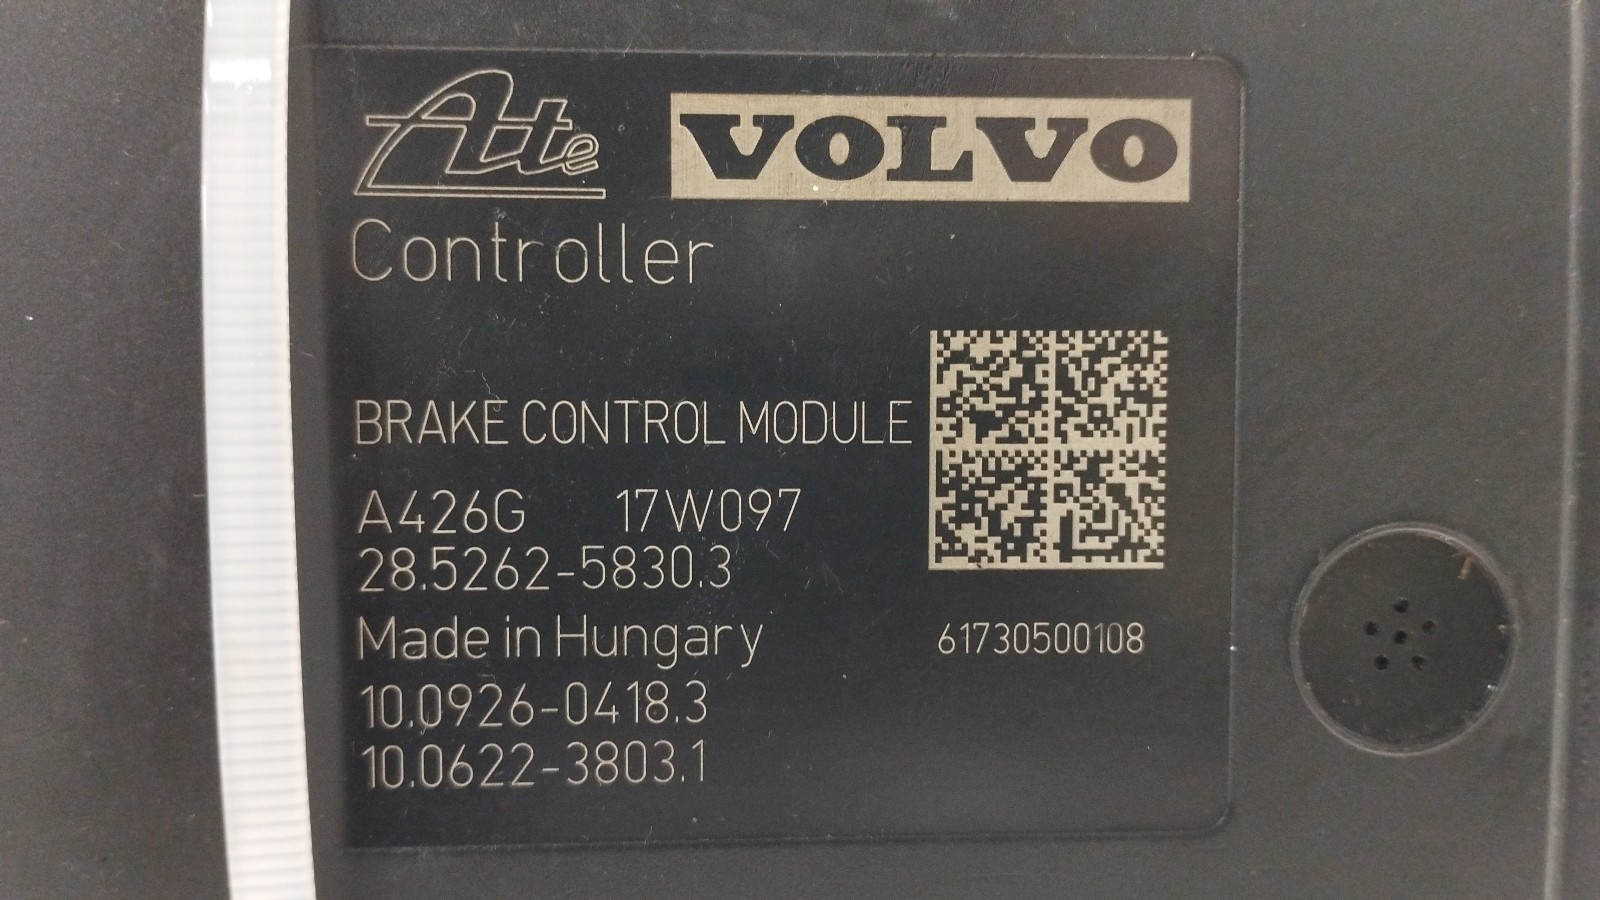 Ate VOLVO
Controller
BRAKE CONTROL MODULE
A426G 17W097
28.5262-5830.3
Made in Hungary
61730500108
10.0926-0418.3
10.0622-3803.1